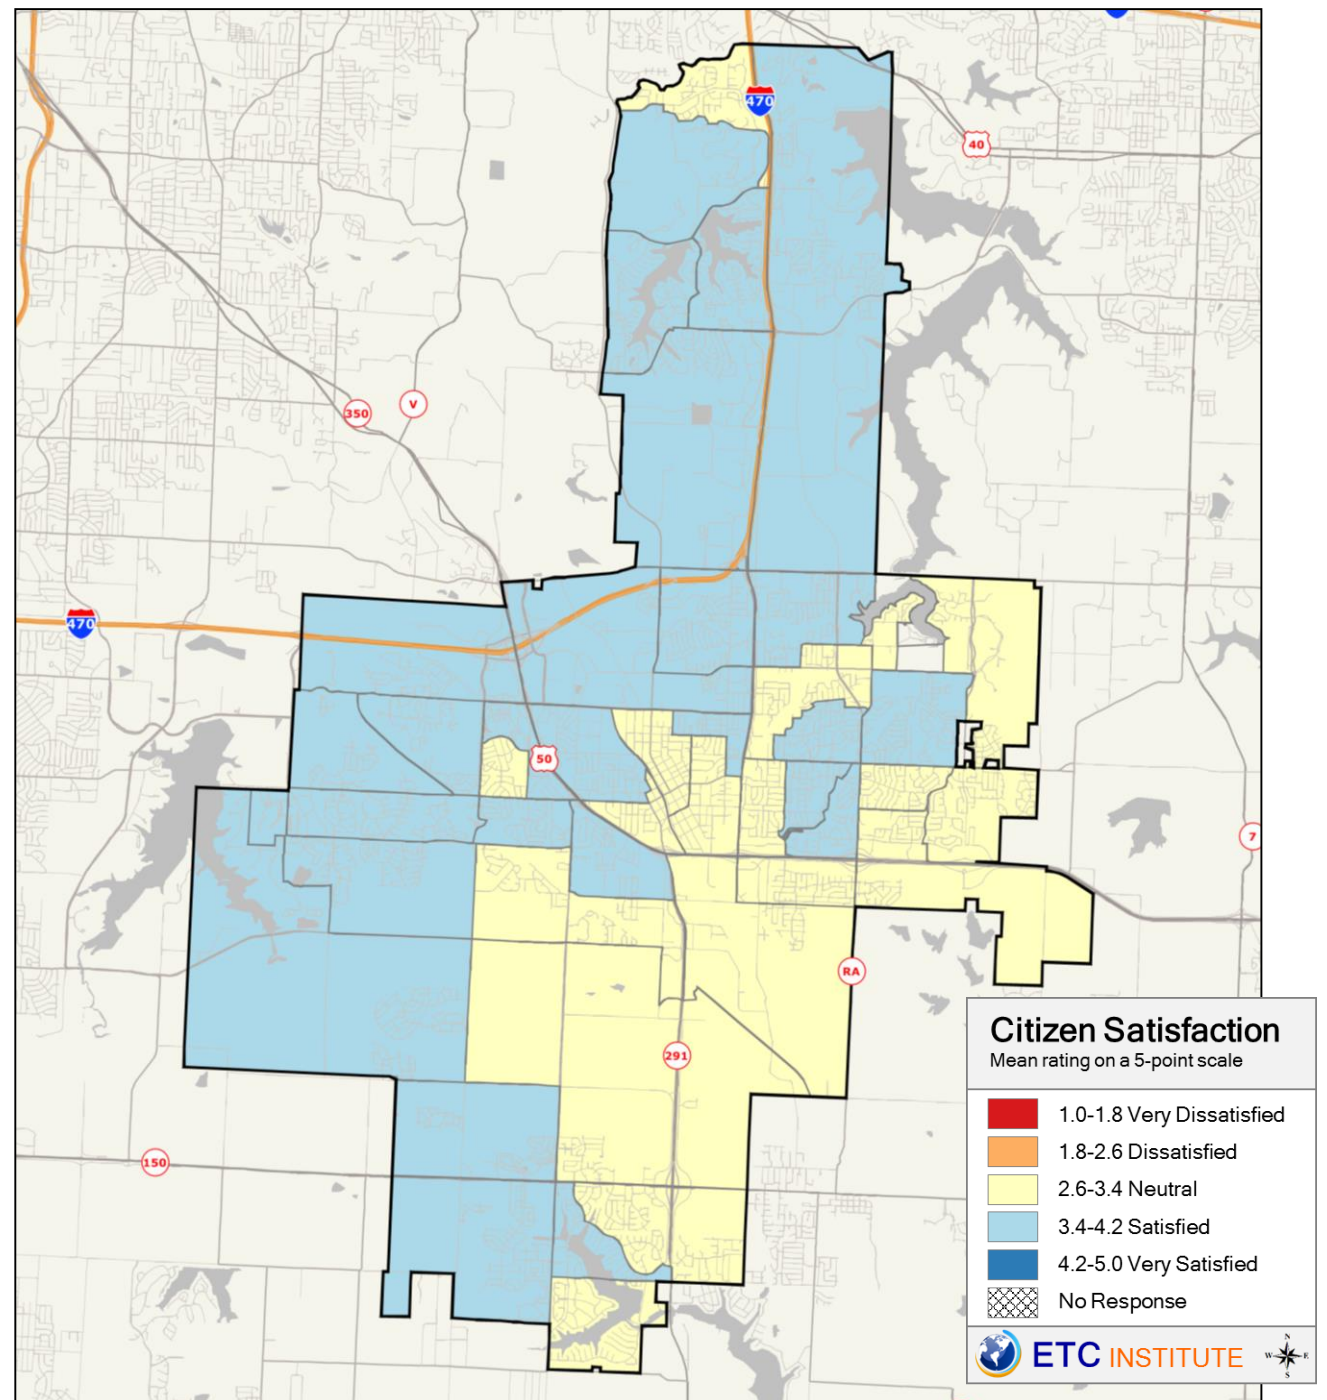 470
40
350
V
470
50
7
RA
291
150
Citizen Satisfaction
Mean rating on a 5-point scale
1.0-1.8 Very Dissatisfied
1.8-2.6 Dissatisfied
2.6-3.4 Neutral
3.4-4.2 Satisfied
4.2-5.0 Very Satisfied
No Response
ETC INSTITUTE
N
W E
S